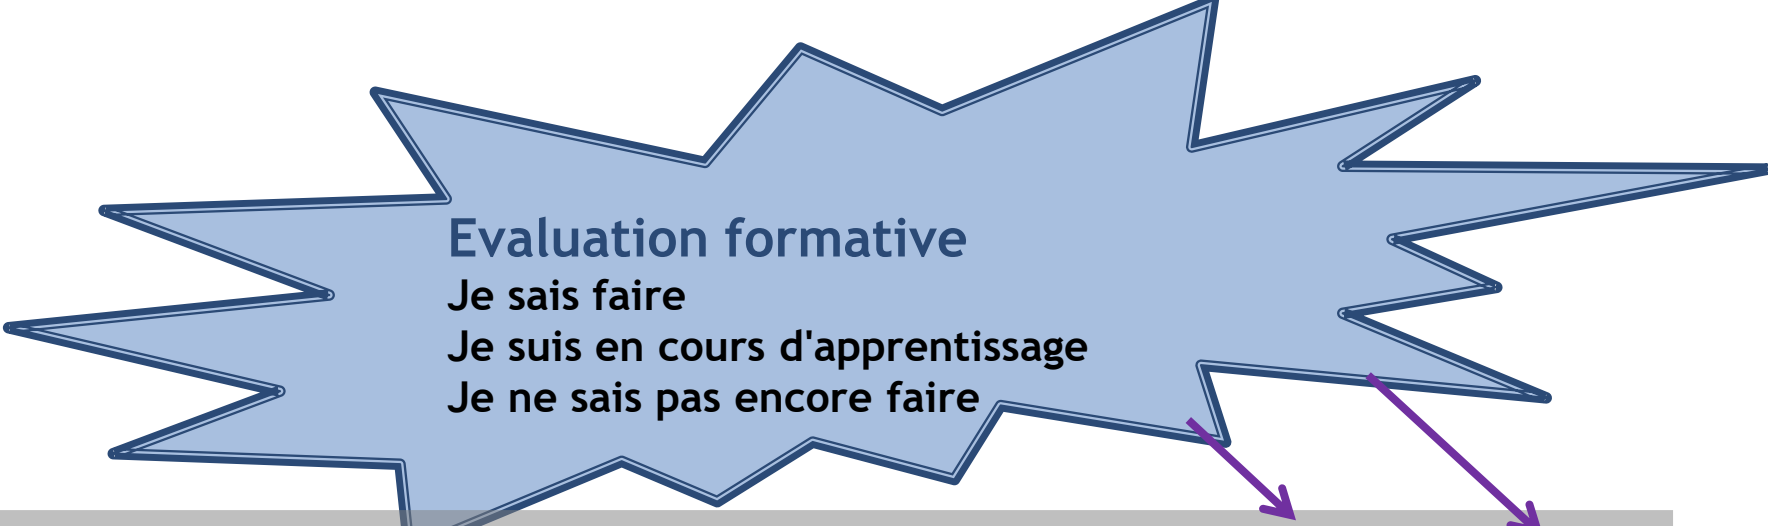 Evaluation formative
Je sais faire
Je suis en cours d'apprentissage
Je ne sais pas encore faire